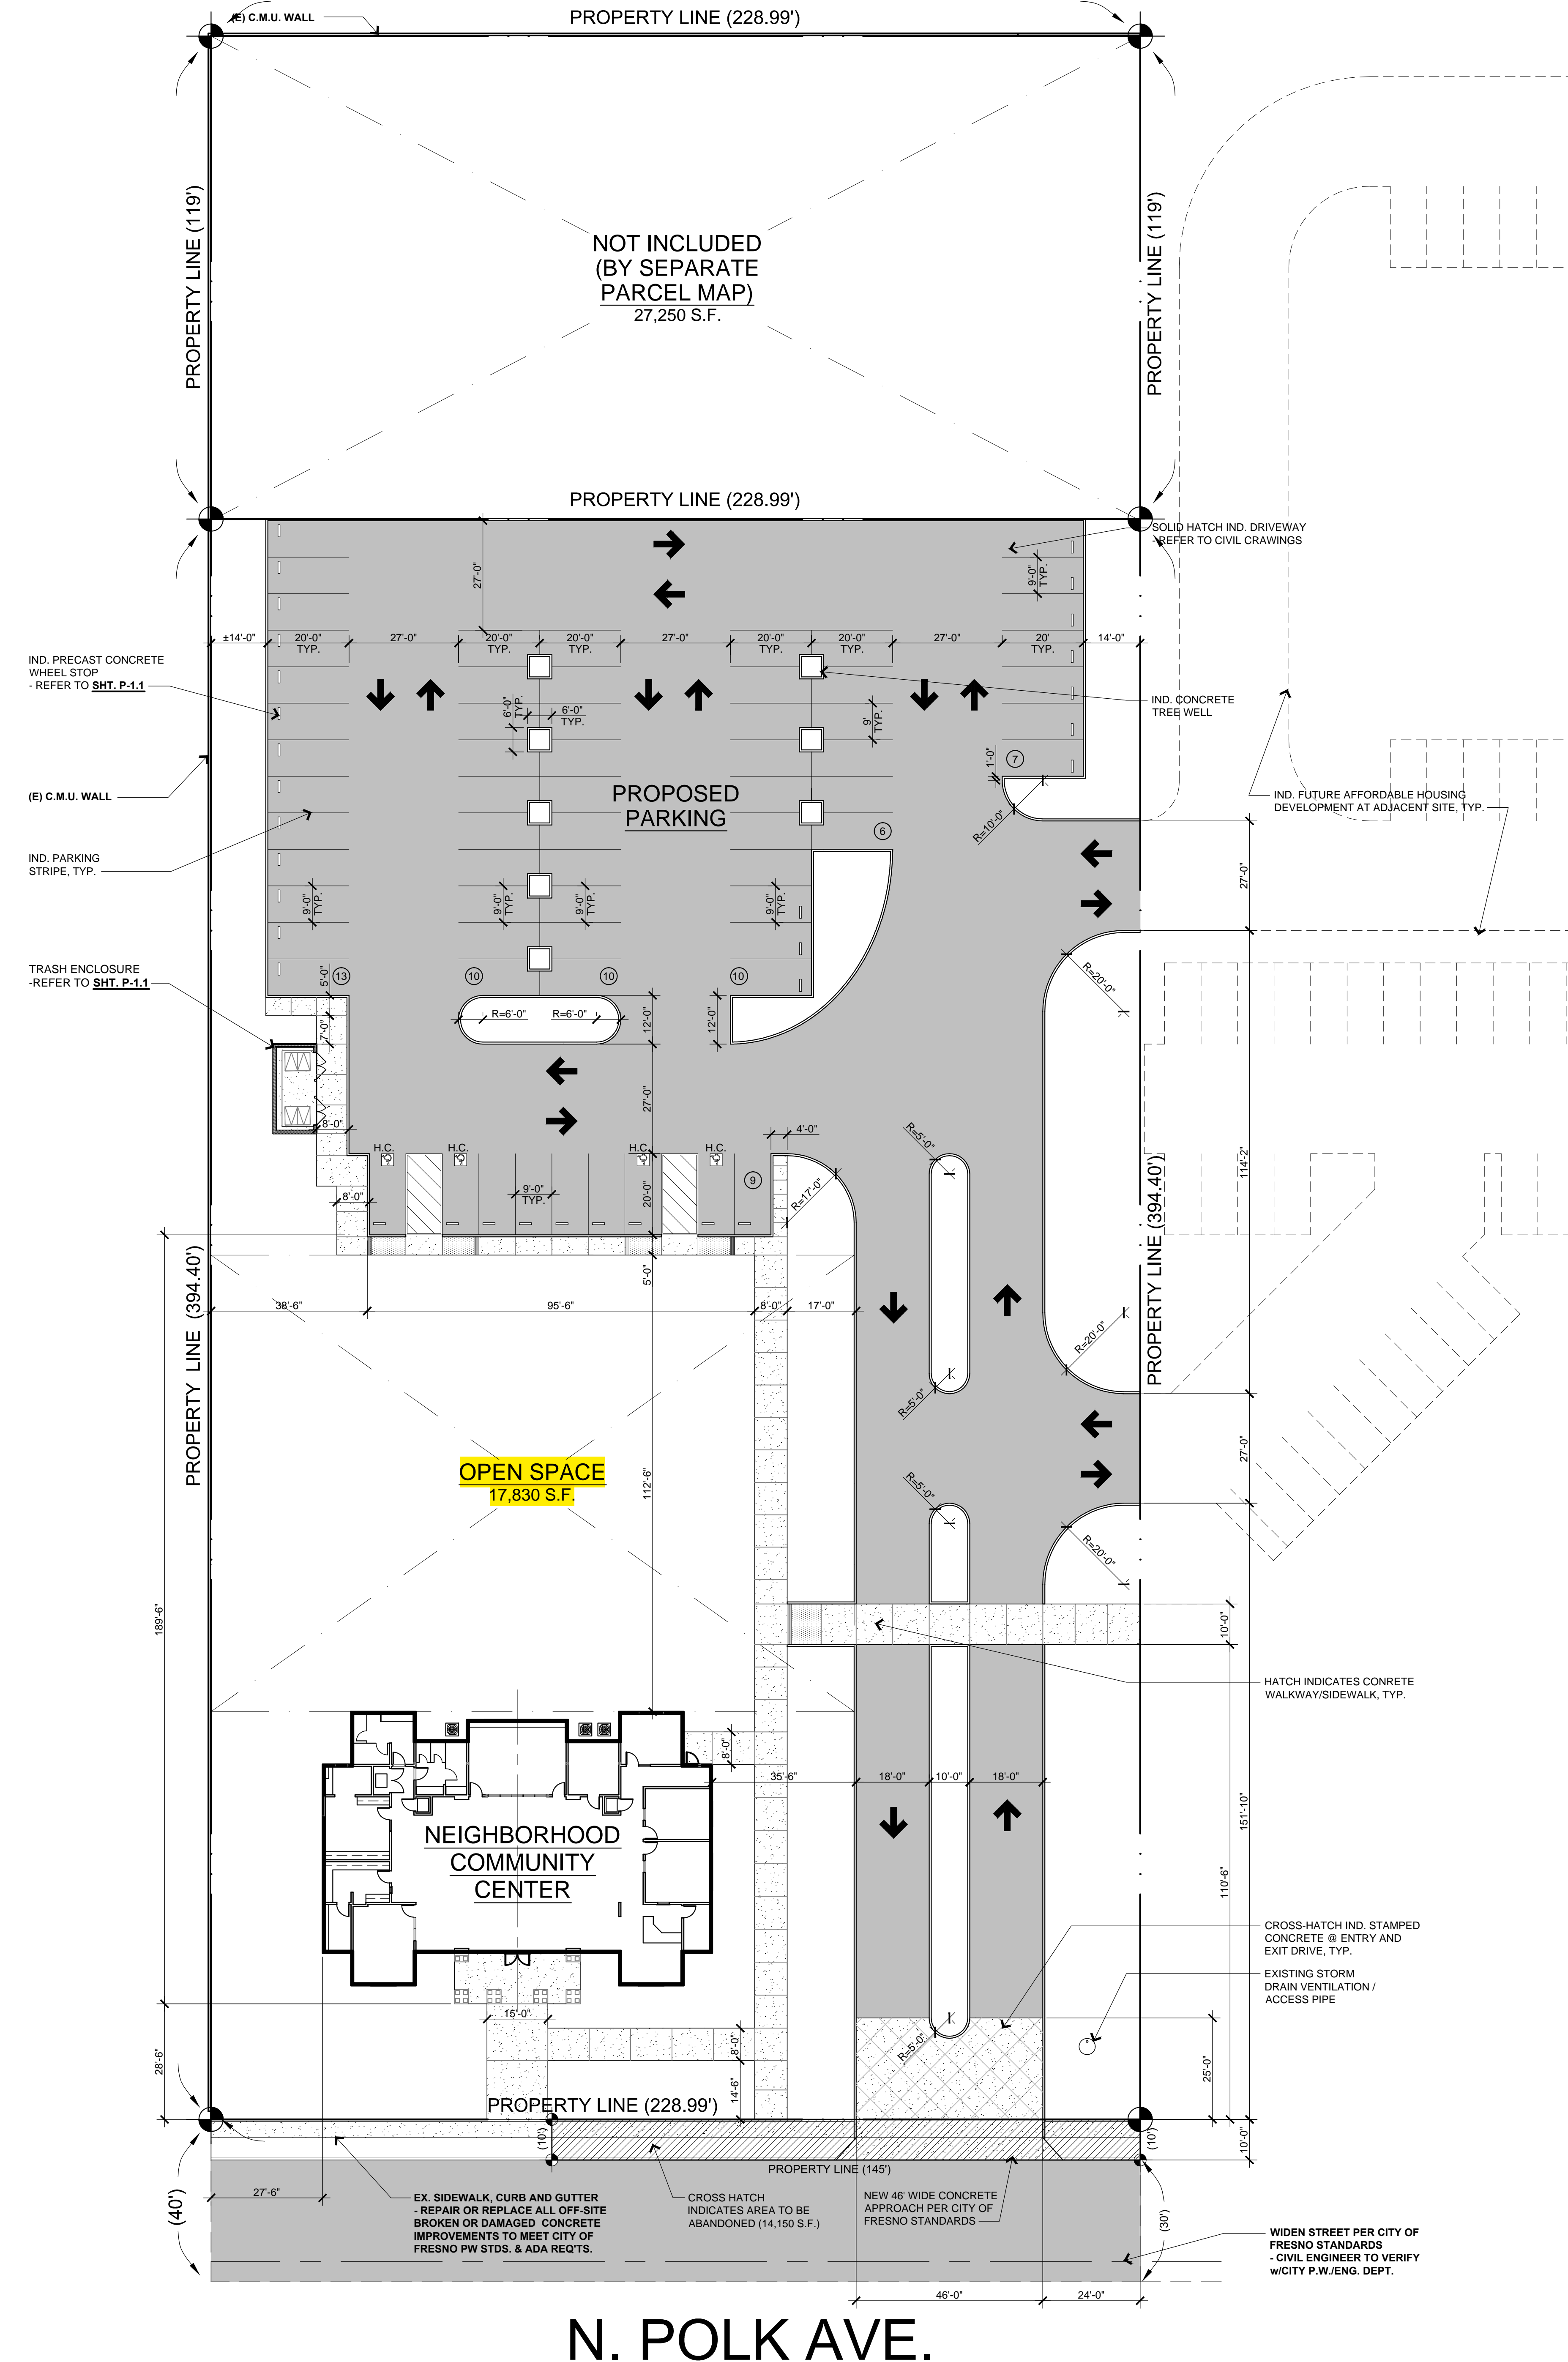 (E) C.M.U. WALL
PROPERTY LINE (228.99')
PROPERTY LINE (119')
PROPERTY LINE (119')
NOT INCLUDED
(BY SEPARATE
PARCEL MAP)
27,250 S.F.
PROPERTY LINE (228.99')
SOLID HATCH IND. DRIVEWAY
- REFER TO CIVIL CRAWINGS
27'-0"
9'-0"
TYP.
±14'-0"
20'-0"
TYP.
27'-0"
20'-0"
TYP.
20'-0"
TYP.
27'-0"
20'-0"
TYP.
20'-0"
TYP.
27'-0"
20'
TYP.
14'-0"
IND. PRECAST CONCRETE
WHEEL STOP
- REFER TO SHT. P-1.1
IND. CONCRETE
TREE WELL
6'-0"
TYP.
6'-0"
TYP.
9'
TYP.
1'-0"
7
(E) C.M.U. WALL
PROPOSED
PARKING
IND. FUTURE AFFORDABLE HOUSING
DEVELOPMENT AT ADJACENT SITE, TYP.
R=10'-0"
6
IND. PARKING
STRIPE, TYP.
27'-0"
9'-0"
TYP.
9'-0"
TYP.
9'-0"
TYP.
9'-0"
TYP.
TRASH ENCLOSURE
-REFER TO SHT. P-1.1
5'-0"
13
10
10
10
R=20'-0"
7'-0"
R=6'-0"
R=6'-0"
12'-0"
12'-0"
27'-0"
8'-0"
4'-0"
R=5'-0"
H.C.
H.C.
H.C.
H.C.
114'-2"
9
8'-0"
9'-0"
TYP.
20'-0"
R=17'-0"
PROPERTY LINE (394.40')
PROPERTY LINE (394.40')
5'-0"
38'-6"
95'-6"
8'-0"
17'-0"
R=20'-0"
R=5'-0"
27'-0"
OPEN SPACE
17,830 S.F.
112'-6"
R=5'-0"
R=20'-0"
189'-6"
10'-0"
HATCH INDICATES CONRETE
WALKWAY/SIDEWALK, TYP.
8'-0"
35'-6"
18'-0"
10'-0"
18'-0"
151'-10"
NEIGHBORHOOD
COMMUNITY
CENTER
110'-6"
CROSS-HATCH IND. STAMPED
CONCRETE @ ENTRY AND
EXIT DRIVE, TYP.
EXISTING STORM
DRAIN VENTILATION /
ACCESS PIPE
15'-0"
R=5'-0"
8'-0"
28'-6"
25'-0"
14'-6"
PROPERTY LINE (228.99')
(10')
(10')
10'-0"
PROPERTY LINE (145')
27'-6"
(40')
EX. SIDEWALK, CURB AND GUTTER
- REPAIR OR REPLACE ALL OFF-SITE
BROKEN OR DAMAGED CONCRETE
IMPROVEMENTS TO MEET CITY OF
FRESNO PW STDS. & ADA REQ'TS.
CROSS HATCH
INDICATES AREA TO BE
ABANDONED (14,150 S.F.)
NEW 46' WIDE CONCRETE
APPROACH PER CITY OF
FRESNO STANDARDS
(30')
WIDEN STREET PER CITY OF
FRESNO STANDARDS
- CIVIL ENGINEER TO VERIFY
w/CITY P.W./ENG. DEPT.
46'-0"
24'-0"
N. POLK AVE.